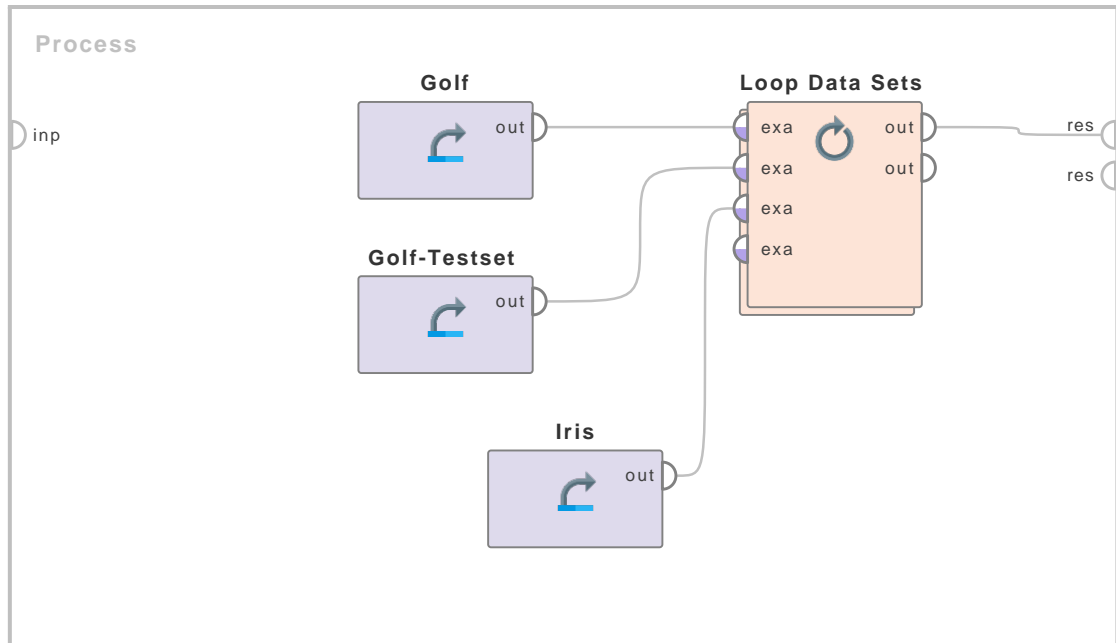 Process
inp
Golf
out
Loop Data Sets
exa
exa
exa
exa
out
out
res
res
Golf-Testset
out
Iris
out